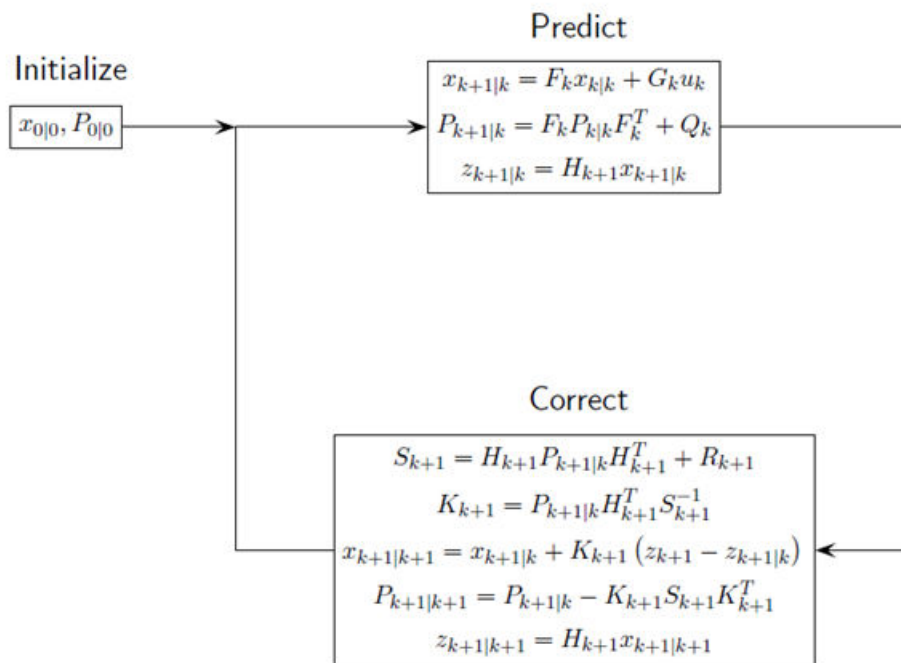 Predict
Initialize
x_{k+1|k} = F_k x_{k|k} + G_k u_k
x_{0|0}, P_{0|0}
P_{k+1|k} = F_k P_{k|k} F_k^T + Q_k
z_{k+1|k} = H_{k+1} x_{k+1|k}
Correct
S_{k+1} = H_{k+1} P_{k+1|k} H_{k+1}^T + R_{k+1}
K_{k+1} = P_{k+1|k} H_{k+1}^T S_{k+1}^{-1}
x_{k+1|k+1} = x_{k+1|k} + K_{k+1} (z_{k+1} - z_{k+1|k})
P_{k+1|k+1} = P_{k+1|k} - K_{k+1} S_{k+1} K_{k+1}^T
z_{k+1|k+1} = H_{k+1} x_{k+1|k+1}